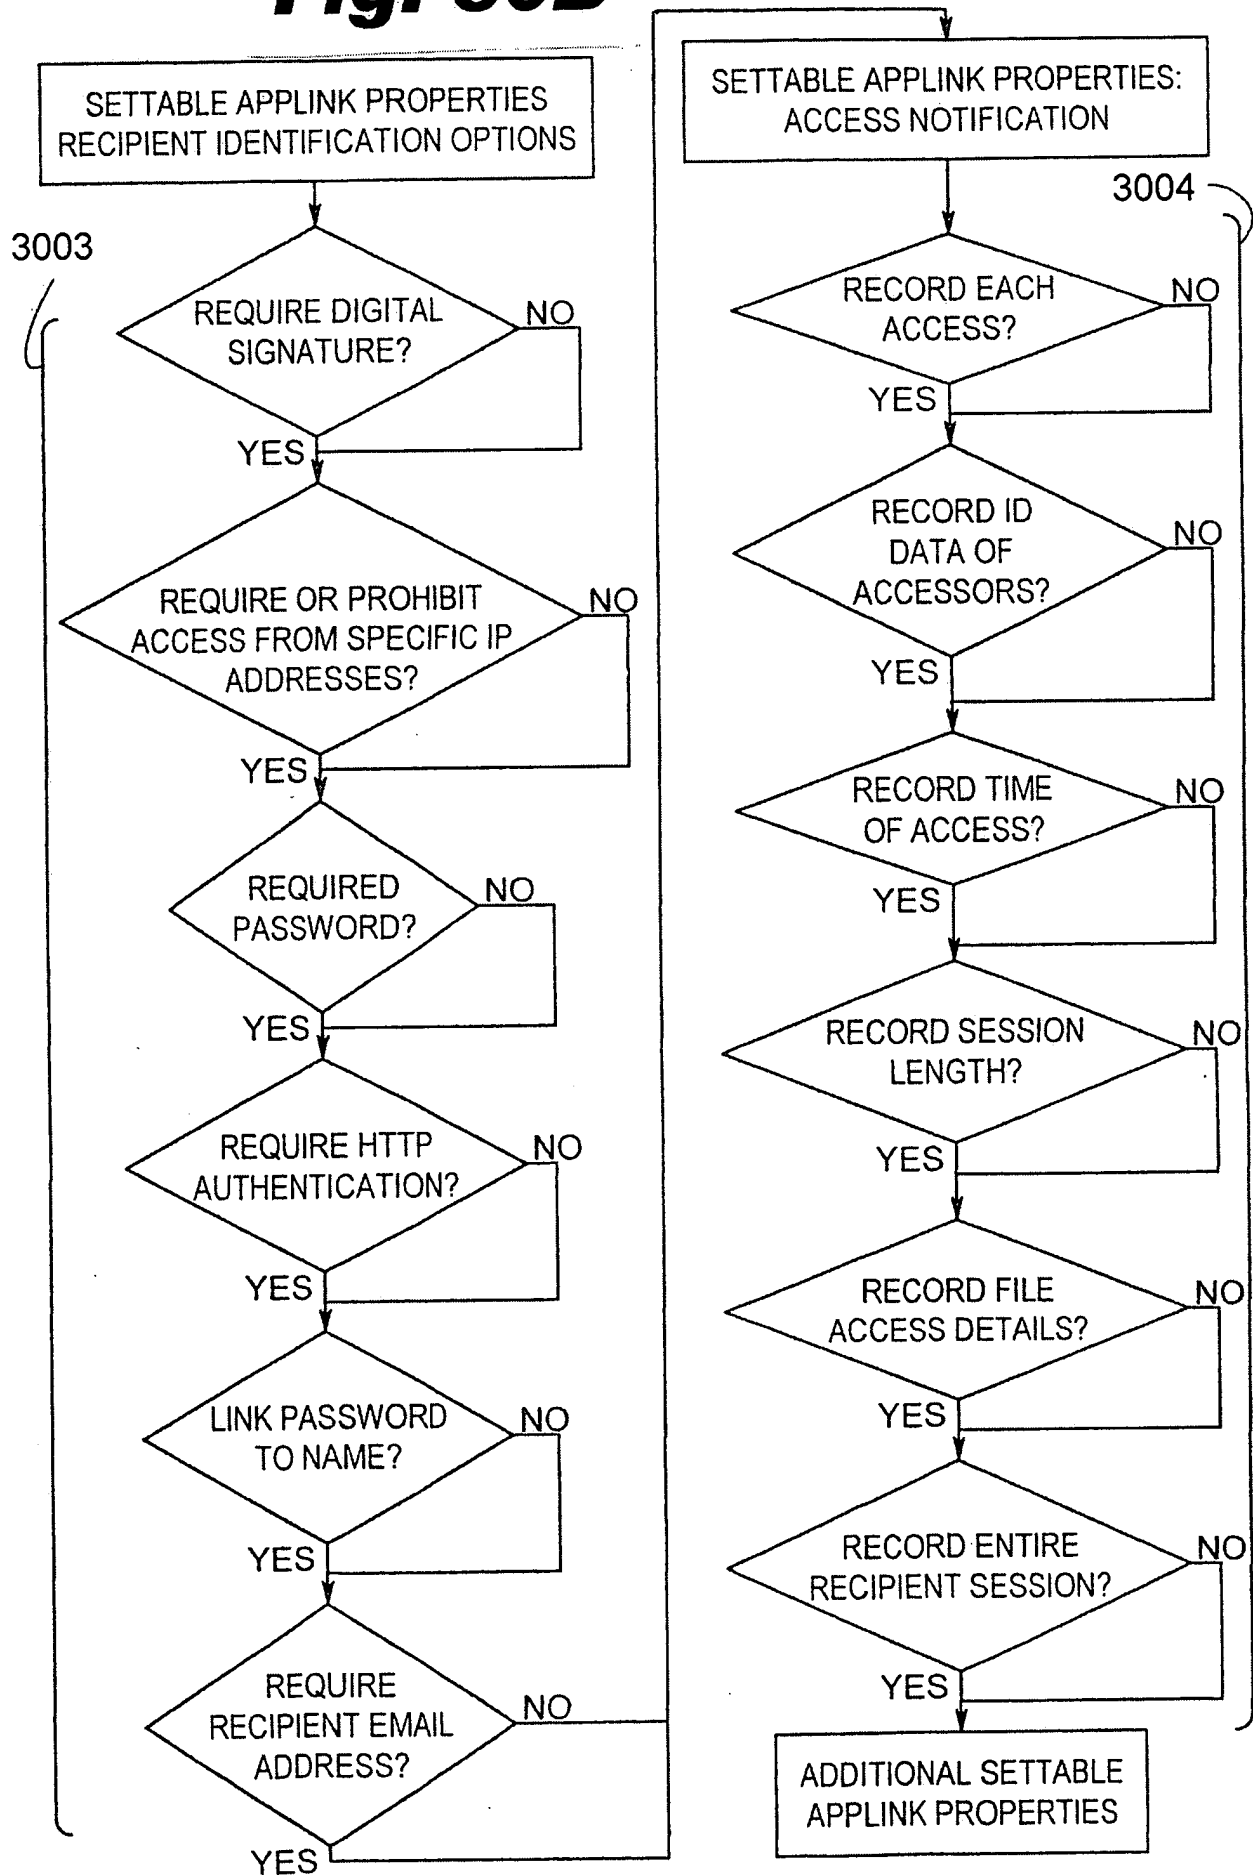 Fig. 30B
SETTABLE APPLINK PROPERTIES
RECIPIENT IDENTIFICATION OPTIONS
3003
REQUIRE DIGITAL
SIGNATURE?
NO
YES
REQUIRE OR PROHIBIT
ACCESS FROM SPECIFIC IP
ADDRESSES?
NO
YES
REQUIRED
PASSWORD?
NO
YES
REQUIRE HTTP
AUTHENTICATION?
NO
YES
LINK PASSWORD
TO NAME?
NO
YES
REQUIRE
RECIPIENT EMAIL
ADDRESS?
NO
YES
SETTABLE APPLINK PROPERTIES:
ACCESS NOTIFICATION
3004
RECORD EACH
ACCESS?
NO
YES
RECORD ID
DATA OF
ACCESSORS?
NO
YES
RECORD TIME
OF ACCESS?
NO
YES
RECORD SESSION
LENGTH?
NO
YES
RECORD FILE
ACCESS DETAILS?
NO
YES
RECORD ENTIRE
RECIPIENT SESSION?
NO
YES
ADDITIONAL SETTABLE
APPLINK PROPERTIES